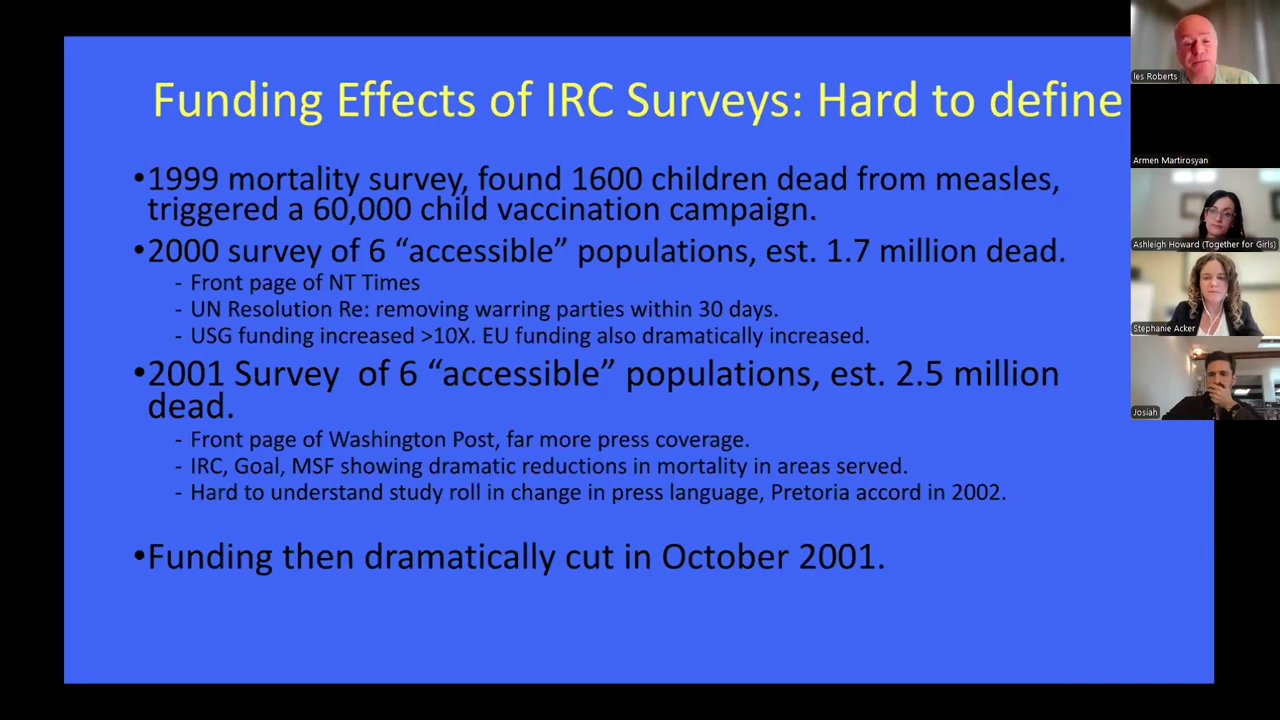 Funding Effects of IRC Surveys: Hard to define
•1999 mortality survey, found 1600 children dead from measles,
triggered a 60,000 child vaccination campaign.
•2000 survey of 6 “accessible” populations, est. 1.7 million dead.
- Front page of NT Times
- UN Resolution Re: removing warring parties within 30 days.
- USG funding increased >10X. EU funding also dramatically increased.
•2001 Survey of 6 “accessible” populations, est. 2.5 million
dead.
- Front page of Washington Post, far more press coverage.
- IRC, Goal, MSF showing dramatic reductions in mortality in areas served.
- Hard to understand study roll in change in press language, Pretoria accord in 2002.
•Funding then dramatically cut in October 2001.
les Roberts
Armen Martirosyan
Ashleigh Howard (Together for Girls)
Stephanie Acker
Josiah